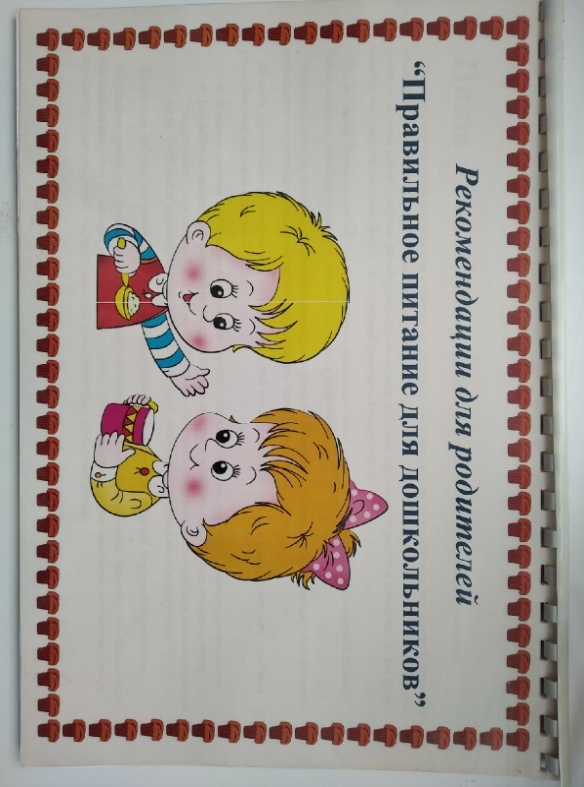 Рекомендации для родителей
“Правильное питание для дошкольников”